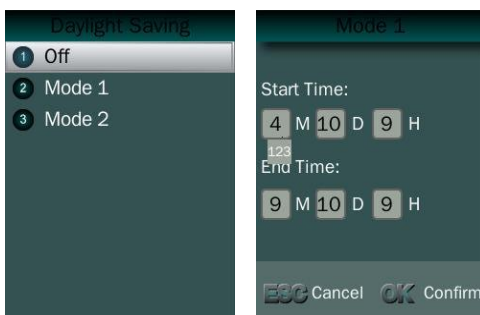 Daylight Saving
1 Off
2 Mode 1
3 Mode 2
Mode 1
Start Time:
4 M 10 D 9 H
123
End Time:
9 M 10 D 9 H
ESC Cancel OK Confirm